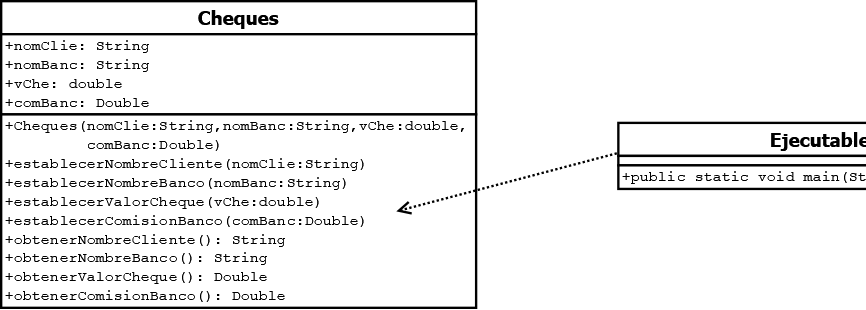 Cheques
+nomClie: String
+nomBanc: String
+vChe: double
+comBanc: Double
+Cheques(nomClie:String,nomBanc:String,vChe:double,
comBanc:Double)
+establecerNombreCliente(nomClie:String)
+establecerNombreBanco(nomBanc:String)
+establecerValorCheque(vChe:double)
+establecerComisionBanco(comBanc:Double)
+obtenerNombreCliente(): String
+obtenerNombreBanco(): String
+obtenerValorCheque(): Double
+obtenerComisionBanco(): Double
Ejecutable
+public static void main(St